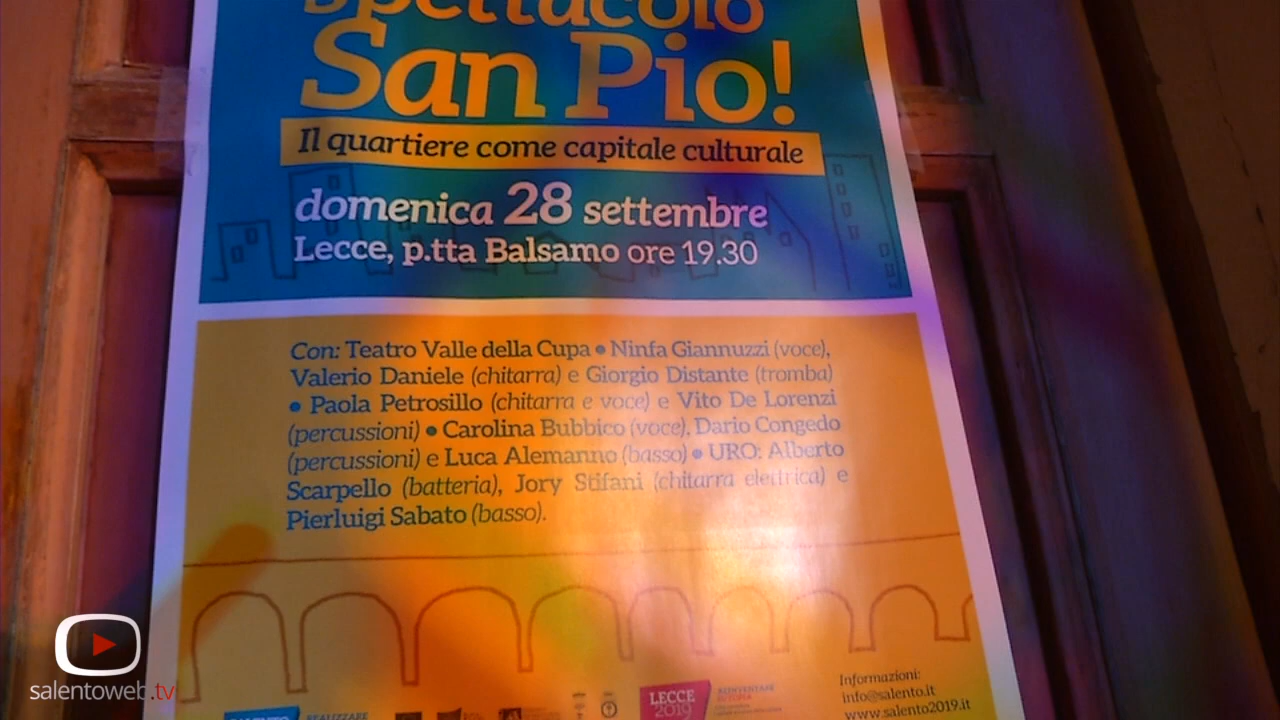 spettacolo
San Pio!
Il quartiere come capitale culturale
domenica 28 settembre
Lecce, p.tta Balsamo ore 19.30
Con: Teatro Valle della Cupa • Ninfa Giannuzzi (voce),
Valerio Daniele (chitarra) e Giorgio Distante (tromba)
• Paola Petrosillo (chitarra e voce) e Vito De Lorenzi
(percussioni) • Carolina Bubbico (voce), Dario Congedo
(percussioni) e Luca Alemanno (basso) • URO: Alberto
Scarpello (batteria), Jory Stifani (chitarra elettrica) e
Pierluigi Sabato (basso).
Informazioni:
info@salento.it
www.salento2019.it
LECCE
2019
REINVENTARE
EUTOPIA
REALIZZARE
salentoweb.tv